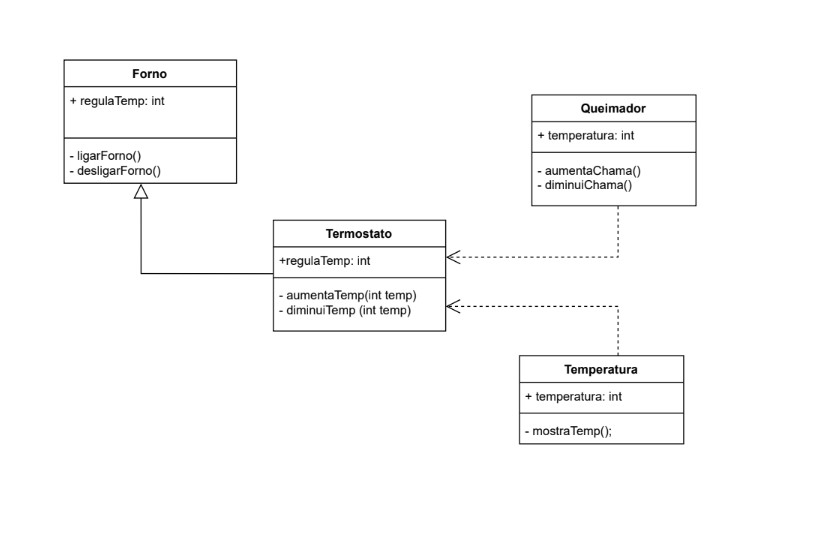 Forno
+ regulaTemp: int
- ligarForno()
- desligarForno()
Queimador
+ temperatura: int
- aumentaChama()
- diminuiChama()
Termostato
+regulaTemp: int
- aumentaTemp(int temp)
- diminuiTemp (int temp)
Temperatura
+ temperatura: int
- mostraTemp();